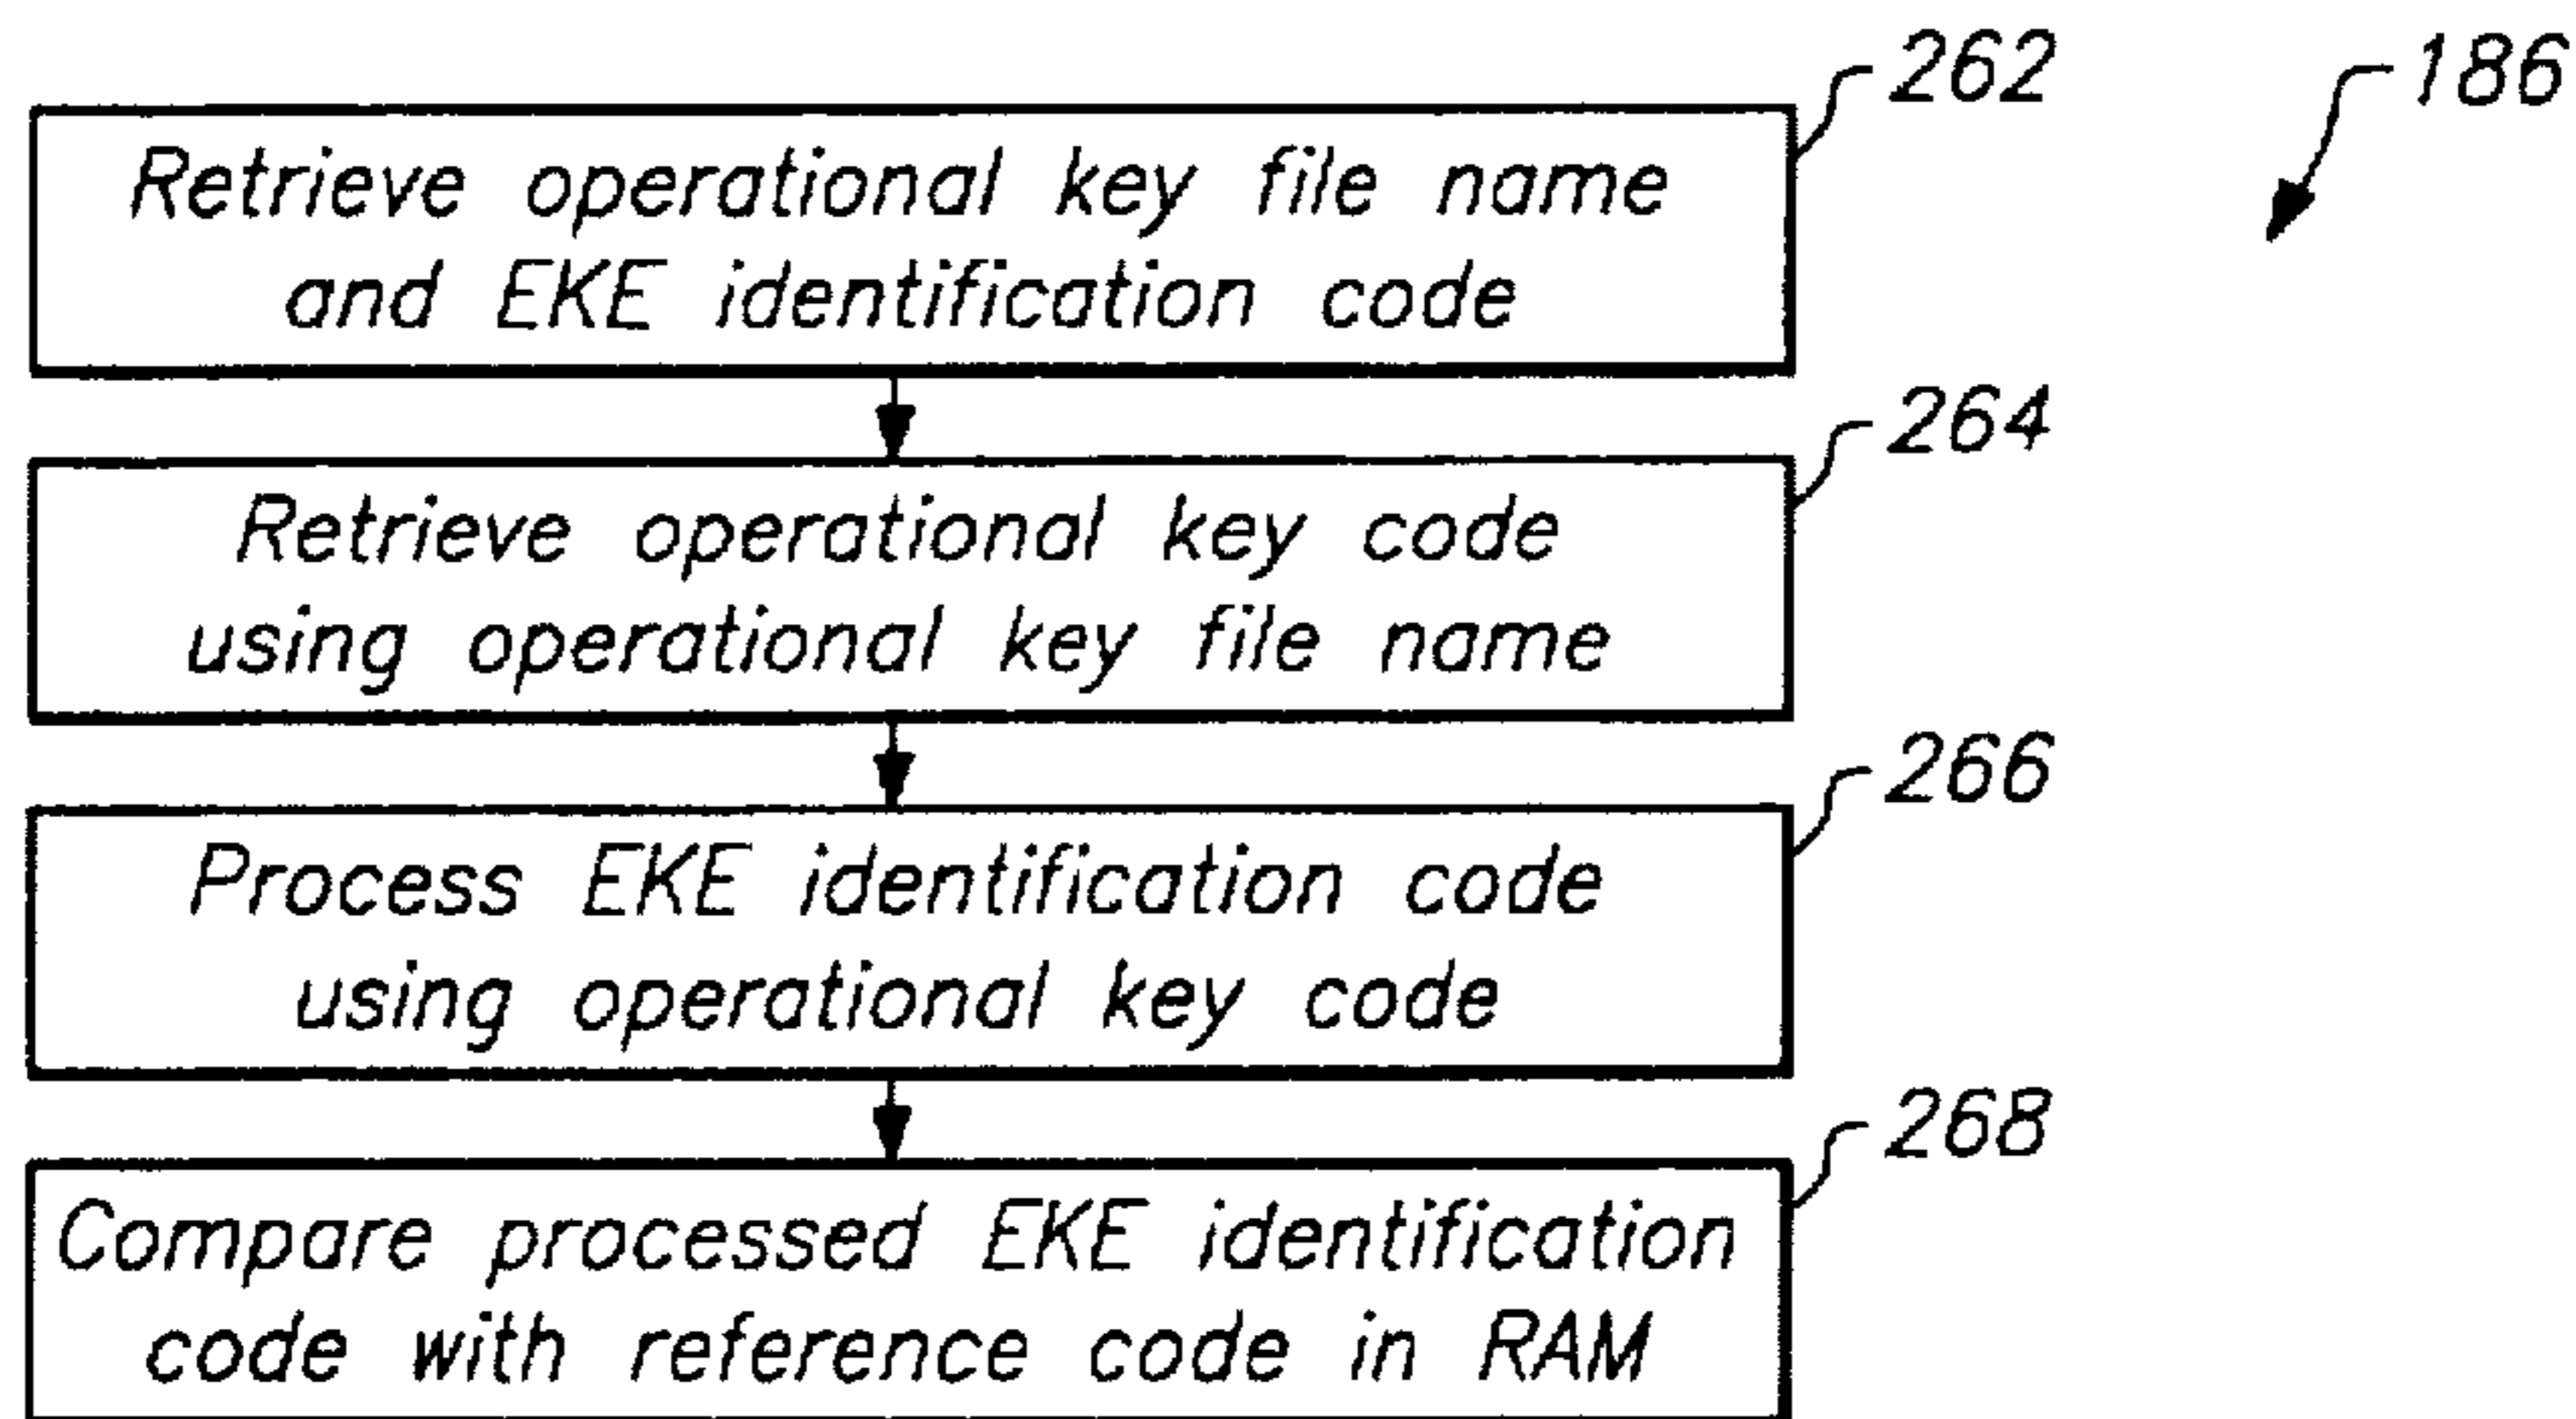 262
186
Retrieve operational key file name
and EKE identification code
264
Retrieve operational key code
using operational key file name
266
Process EKE identification code
using operational key code
268
Compare processed EKE identification
code with reference code in RAM